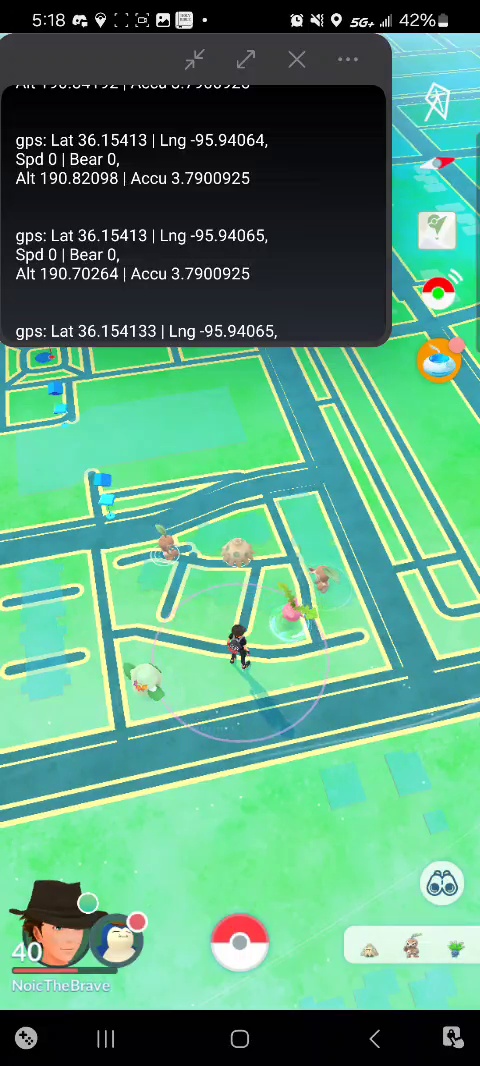 5:18
5G+ 42%
gps: Lat 36.15413 | Lng -95.94064,
Spd 0 | Bear 0,
Alt 190.82098 | Accu 3.7900925
gps: Lat 36.15413 | Lng -95.94065,
Spd 0 | Bear 0,
Alt 190.70264 | Accu 3.7900925
gps: Lat 36.154133 | Lng -95.94065,
40
NoicTheBrave